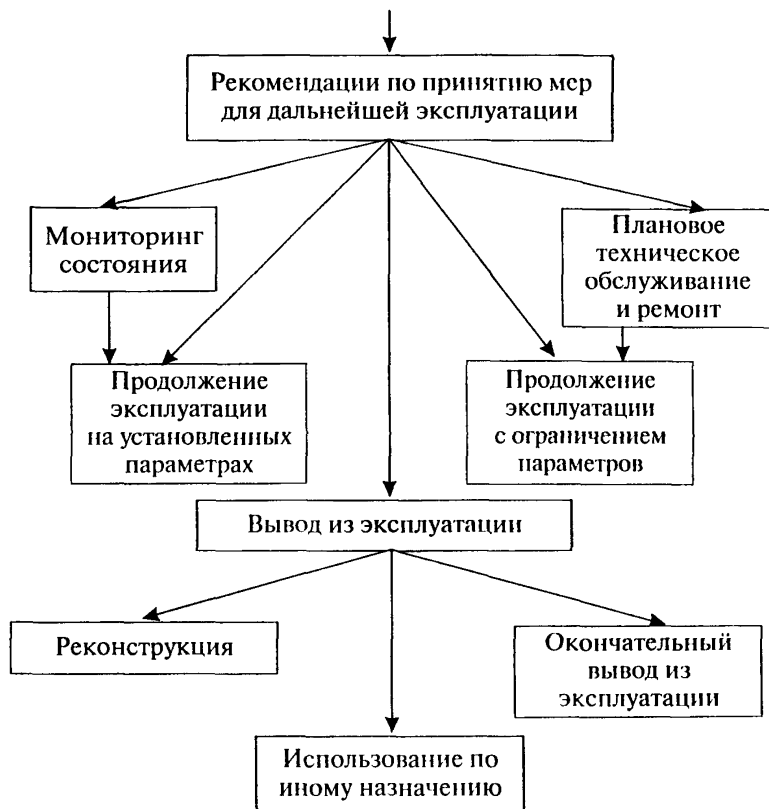 Рекомендации по принятию мер
для дальнейшей эксплуатации
Мониторинг
состояния
Плановое
техническое
обслуживание
и ремонт
Продолжение
эксплуатации
на установленных
параметрах
Продолжение
эксплуатации
с ограничением
параметров
Вывод из эксплуатации
Реконструкция
Окончательный
вывод из
эксплуатации
Использование по
иному назначению